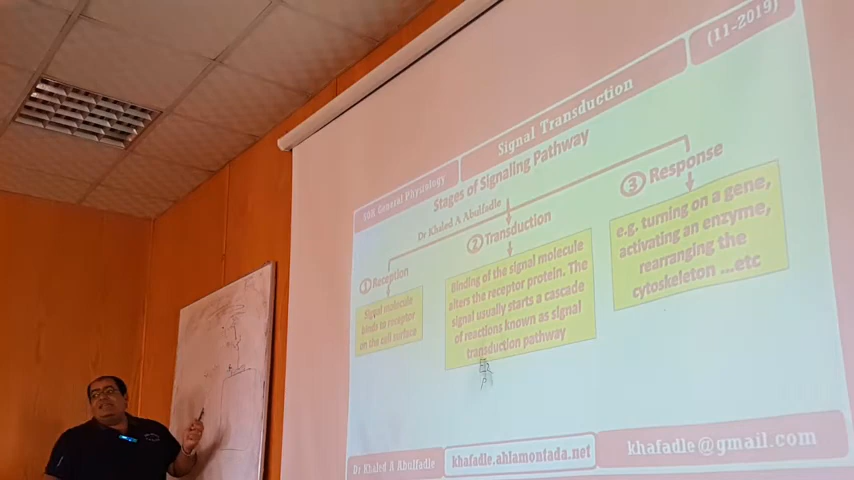 308 General Physiology
Signal Transduction
(11-2019)
Stages of Signaling Pathway
Dr Khaled A Abulfadle
① Reception
Signal molecule
binds to receptor
on the cell surface
② Transduction
Binding of the signal molecule
alters the receptor protein. The
signal usually starts a cascade
of reactions known as signal
transduction pathway
③ Response
e.g. turning on a gene,
activating an enzyme,
rearranging the
cytoskeleton ...etc
Dr Khaled A Abulfadle
khafadle.ahlamontada.net
khafadle@gmail.com